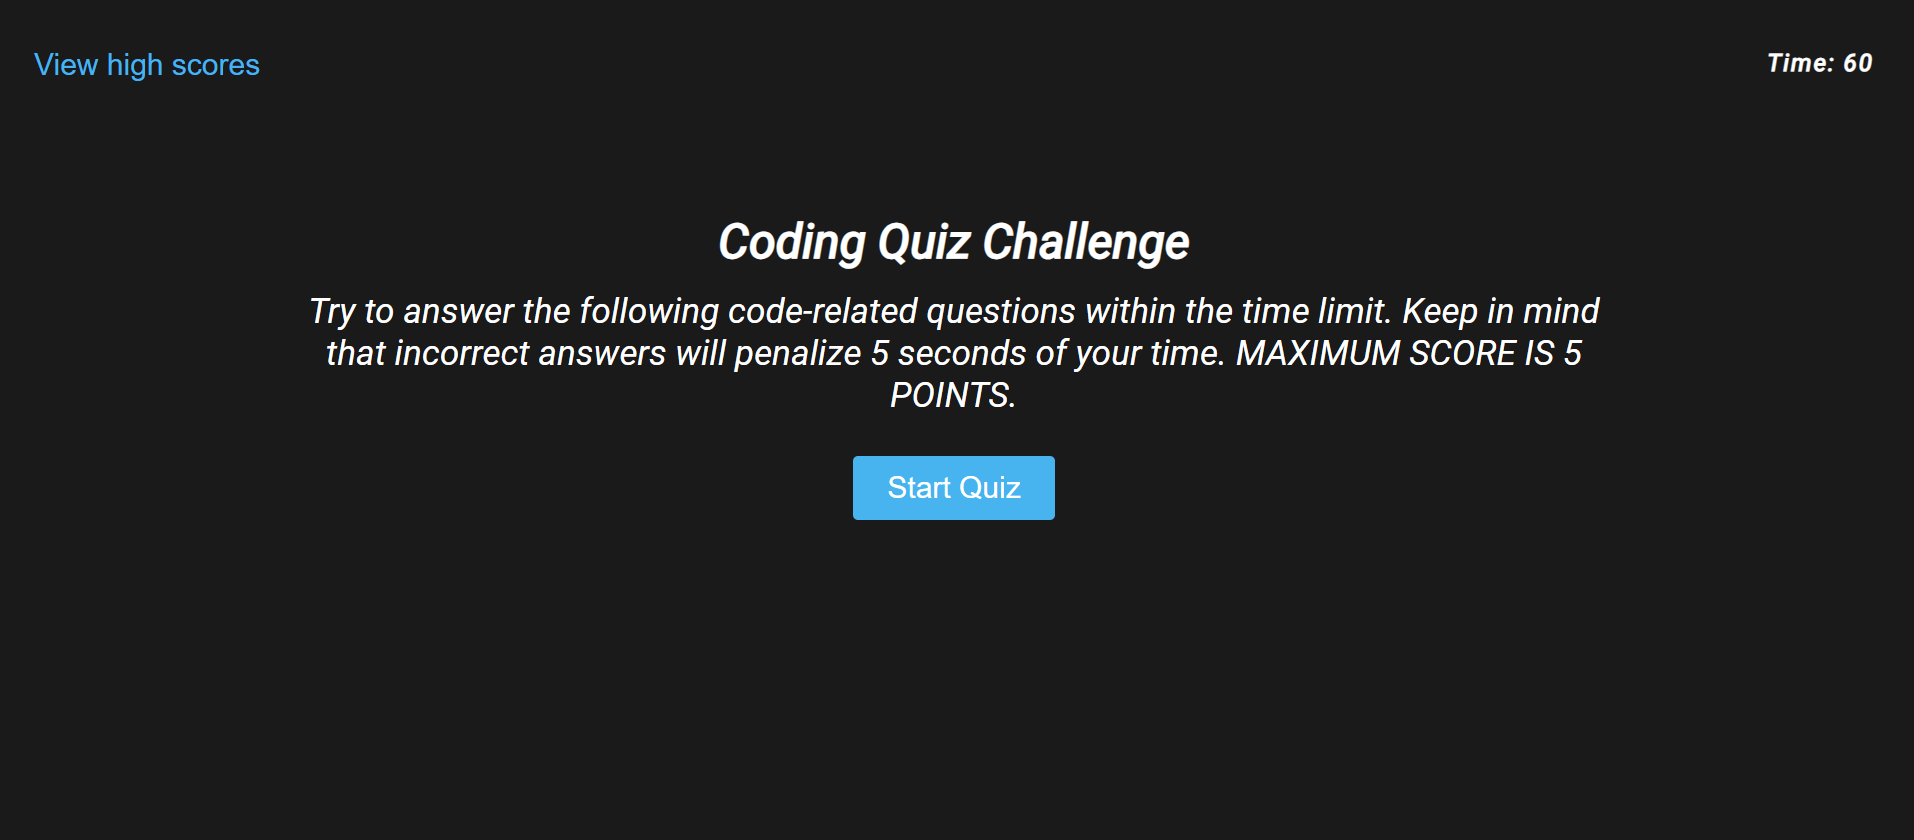 View high scores
Time: 60
Coding Quiz Challenge
Try to answer the following code-related questions within the time limit. Keep in mind
that incorrect answers will penalize 5 seconds of your time. MAXIMUM SCORE IS 5
POINTS.
Start Quiz